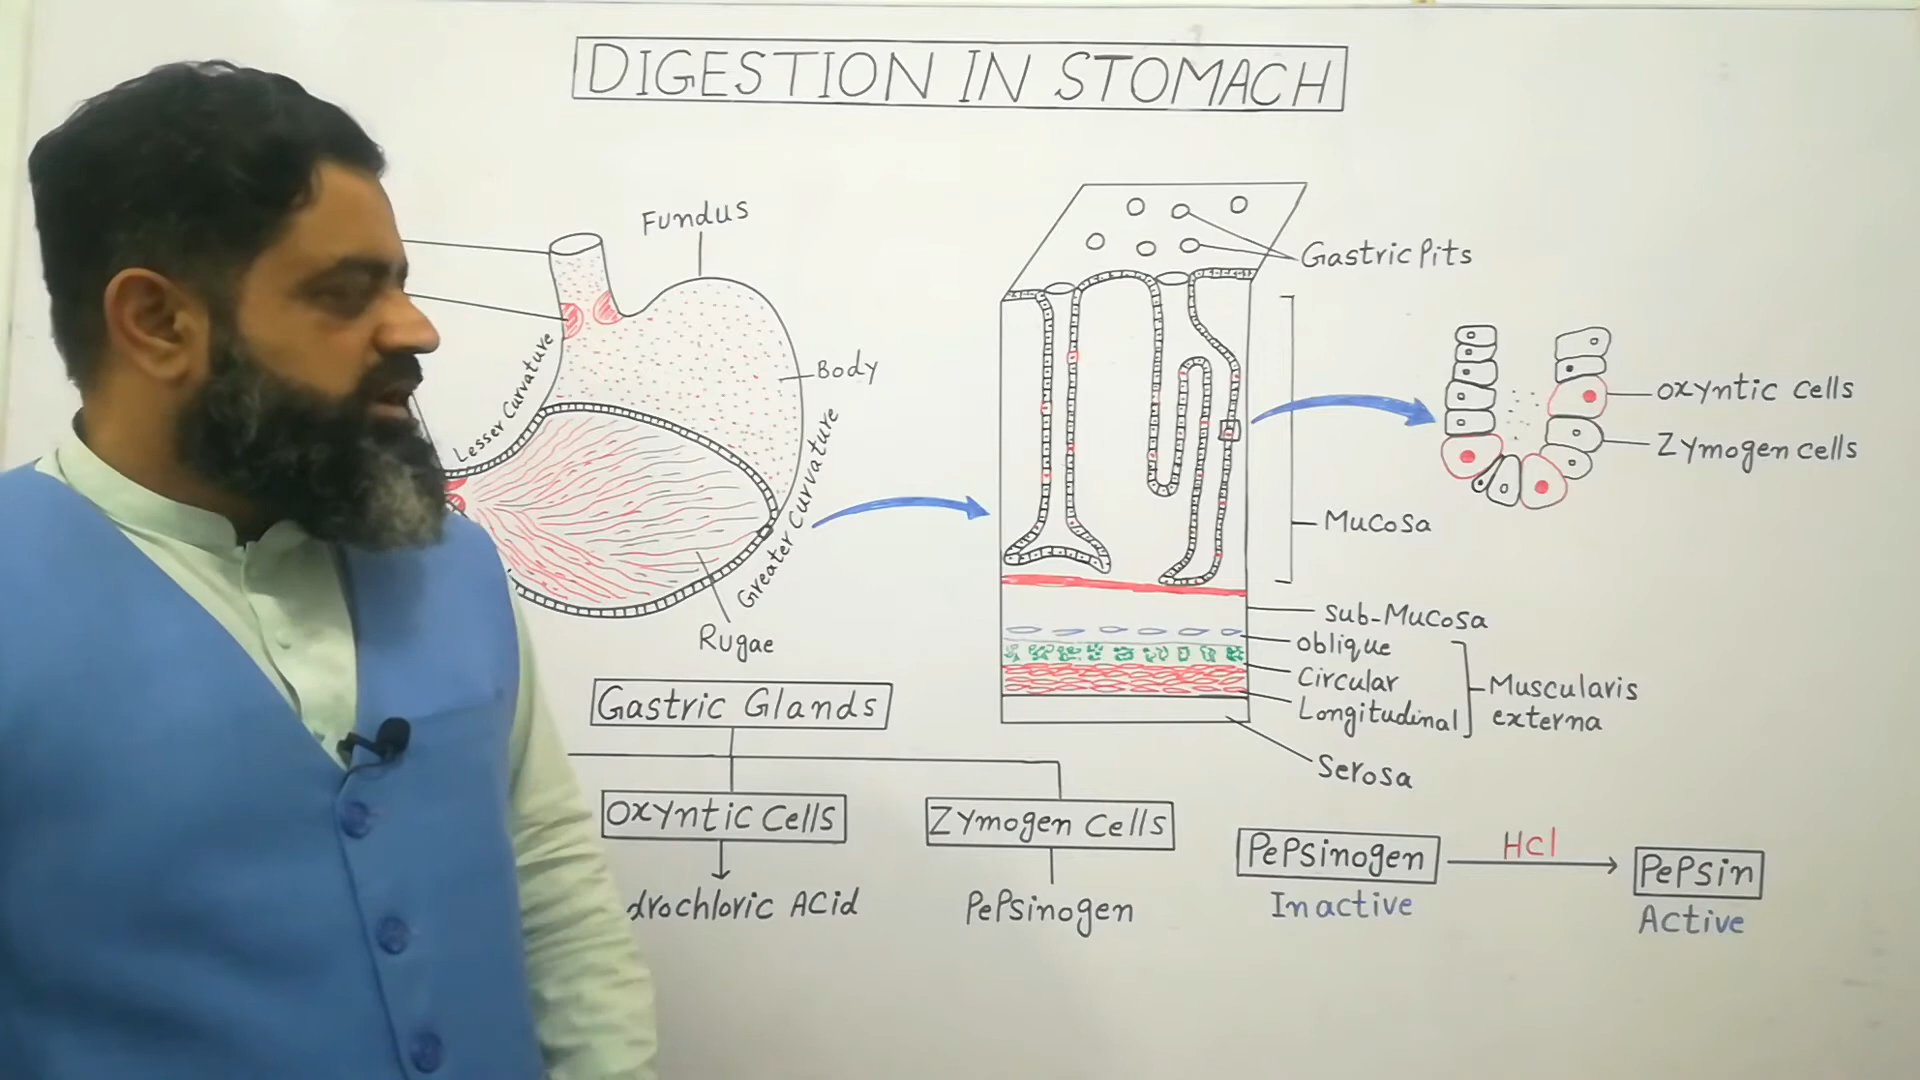 DIGESTION IN STOMACH
Fundus
Body
Lesser Curvature
Greater Curvature
Rugae
Gastric Pits
Mucosa
Sub-Mucosa
oblique
Circular
Longitudinal
Muscularis
externa
Serosa
oxyntic cells
Zymogen cells
Gastric Glands
Oxyntic Cells
Zymogen Cells
drochloric Acid
Pepsinogen
Pepsinogen
Inactive
Hcl
Pepsin
Active